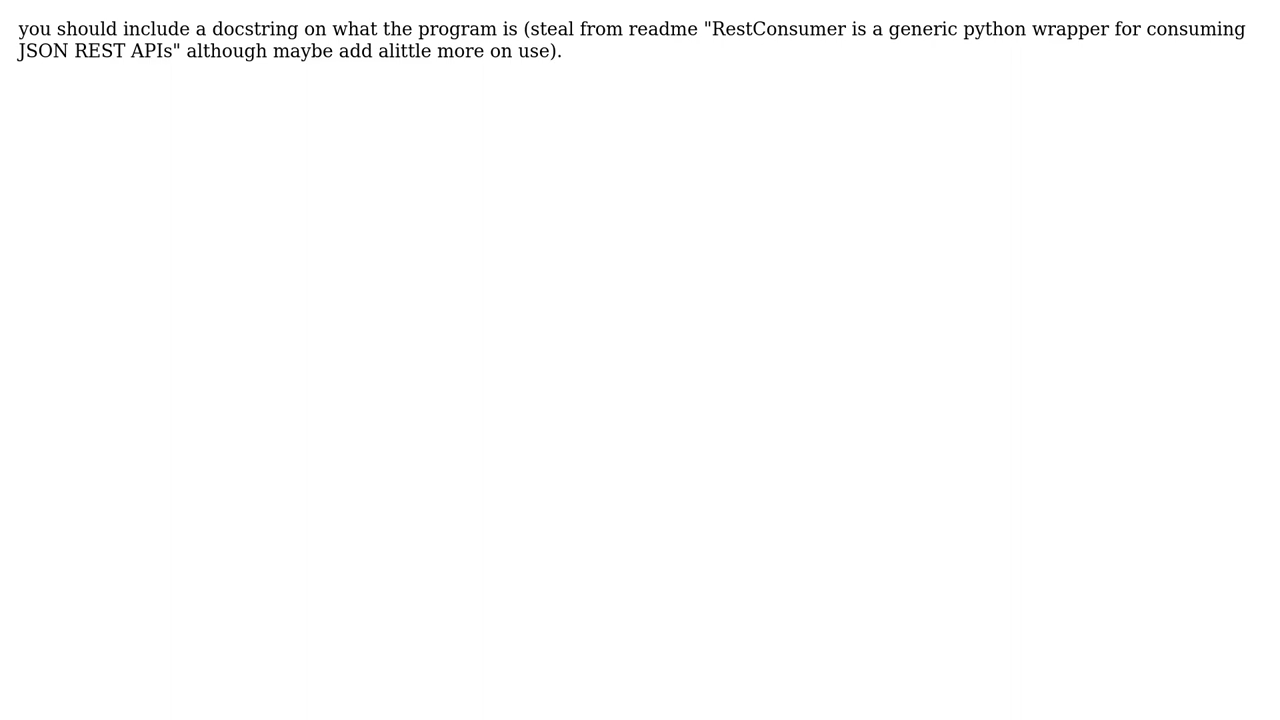 you should include a docstring on what the program is (steal from readme "RestConsumer is a generic python wrapper for consuming
JSON REST APIs" although maybe add alittle more on use).